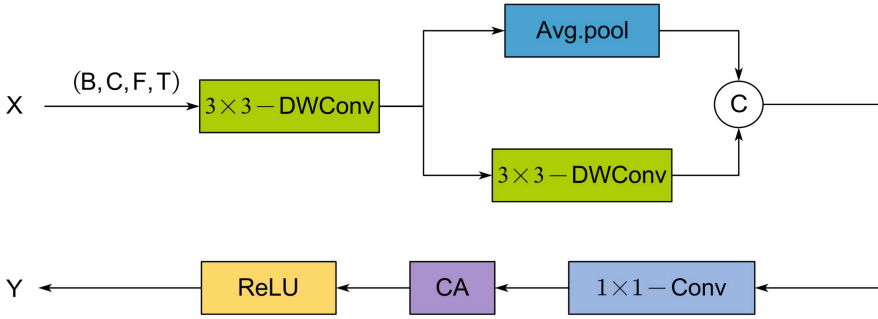 Avg.pool
(B, C, F, T)
X
3×3−DWConv
C
3×3−DWConv
Y
ReLU
CA
1×1−Conv